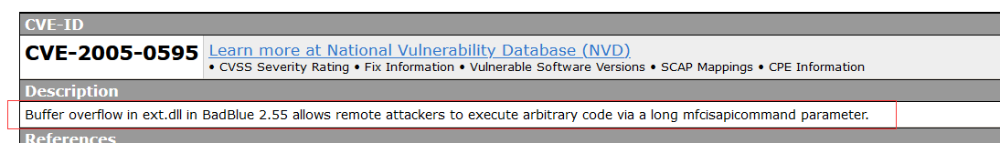 CVE-ID
CVE-2005-0595 Learn more at National Vulnerability Database (NVD)
• CVSS Severity Rating • Fix Information • Vulnerable Software Versions • SCAP Mappings • CPE Information
Description
Buffer overflow in ext.dll in BadBlue 2.55 allows remote attackers to execute arbitrary code via a long mfcisapicommand parameter.
References